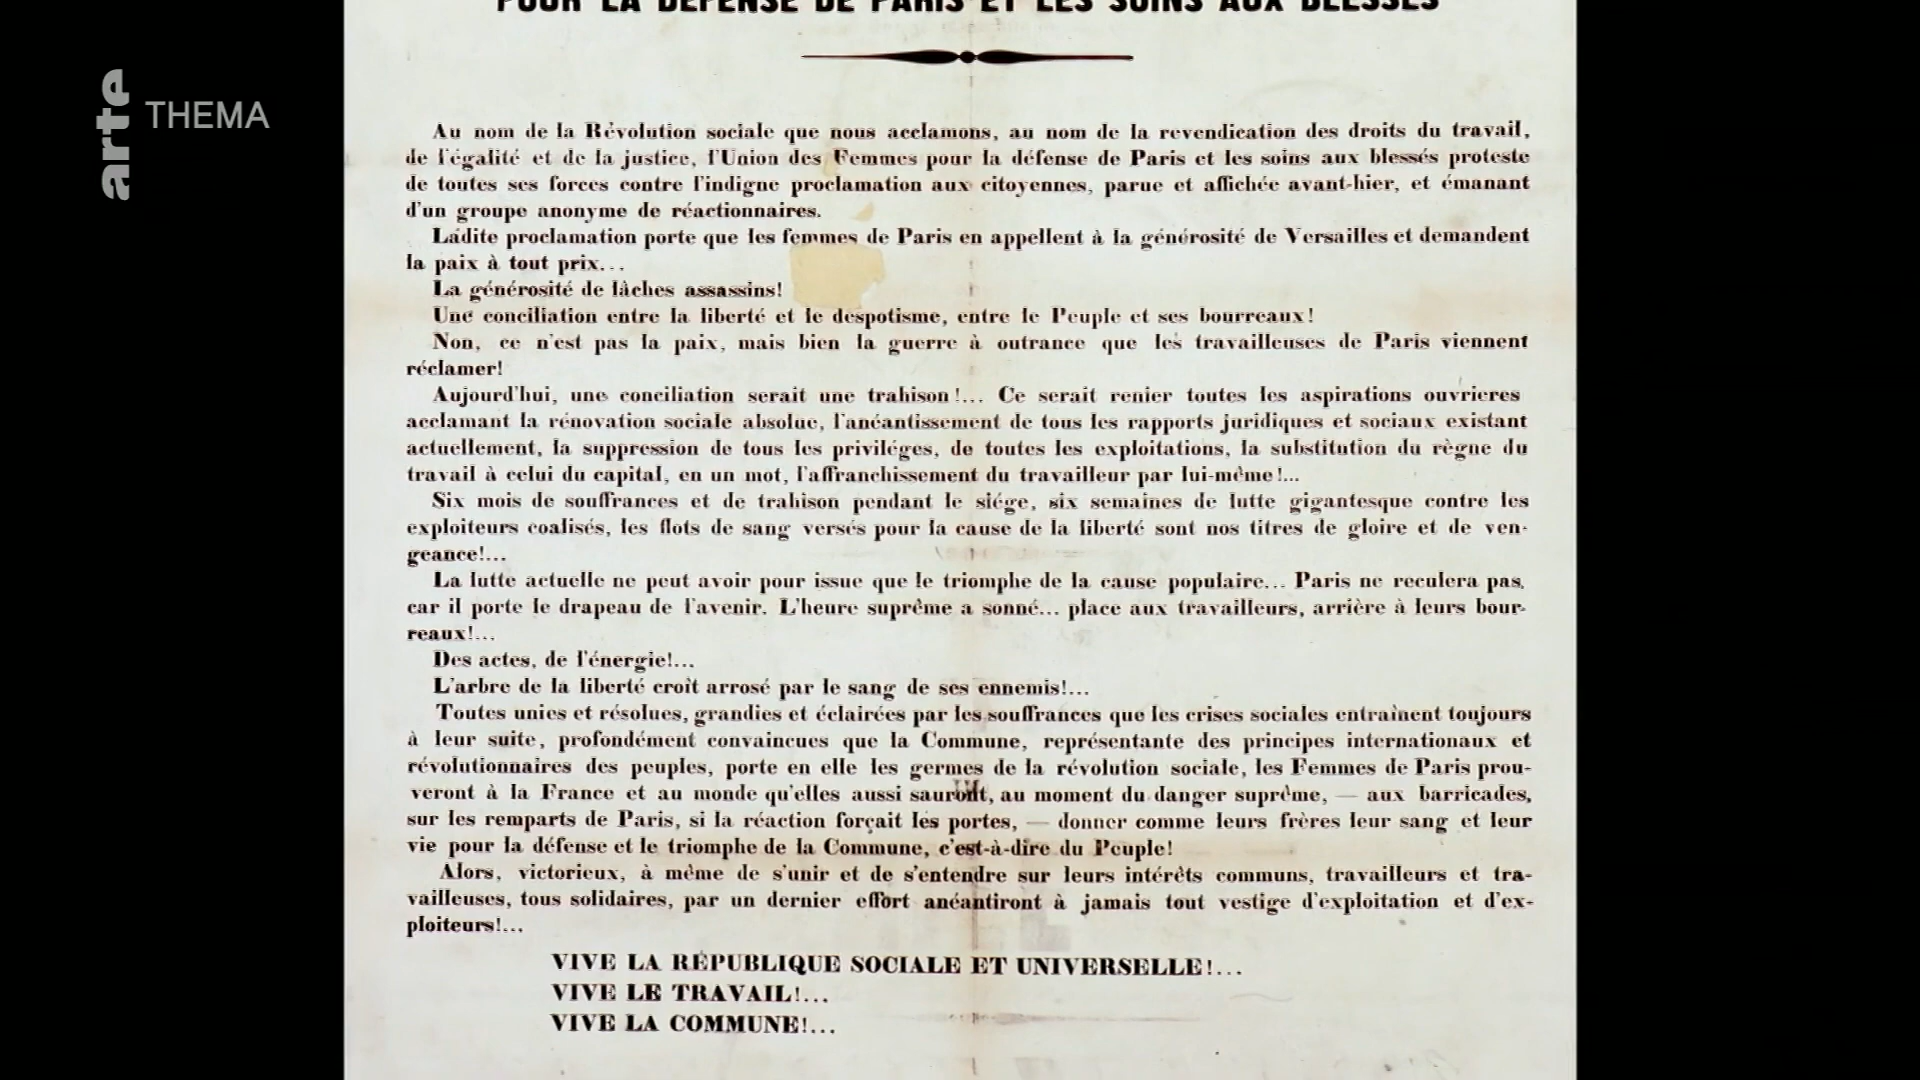 POUR LA DÉFENSE DE PARIS ET LES SOINS AUX BLESSÉS
arte THEMA
Au nom de la Révolution sociale que nous acclamons, au nom de la revendication des droits du travail,
de l'égalité et de la justice, l'Union des Femmes pour la défense de Paris et les soins aux blessés proteste
de toutes ses forces contre l'indigne proclamation aux citoyennes, parue et affichée avant-hier, et émanant
d'un groupe anonyme de réactionnaires.
Ladite proclamation porte que les femmes de Paris en appellent à la générosité de Versailles et demandent
la paix à tout prix...
La générosité de lâches assassins!
Une conciliation entre la liberté et le despotisme, entre le Peuple et ses bourreaux!
Non, ce n'est pas la paix, mais bien la guerre à outrance que les travailleuses de Paris viennent
réclamer!
Aujourd'hui, une conciliation serait une trahison!... Ce serait renier toutes les aspirations ouvrieres
acclamant la rénovation sociale absolue, l'anéantissement de tous les rapports juridiques et sociaux existant
actuellement, la suppression de tous les priviléges, de toutes les exploitations, la substitution du règne du
travail à celui du capital, en un mot, l'affranchissement du travailleur par lui-même!...
Six mois de souffrances et de trahison pendant le siége, six semaines de lutte gigantesque contre les
exploiteurs coalisés, les flots de sang versés pour la cause de la liberté sont nos titres de gloire et de ven-
geance!...
La lutte actuelle ne peut avoir pour issue que le triomphe de la cause populaire... Paris ne reculera pas,
car il porte le drapeau de l'avenir. L'heure suprême a sonné... place aux travailleurs, arrière à leurs bour-
reaux!...
Des actes, de l'énergie!...
L'arbre de la liberté croît arrosé par le sang de ses ennemis!...
Toutes unies et résolues, grandies et éclairées par les souffrances que les crises sociales entraînent toujours
à leur suite, profondément convaincues que la Commune, représentante des principes internationaux et
révolutionnaires des peuples, porte en elle les germes de la révolution sociale, les Femmes de Paris prou-
veront à la France et au monde qu'elles aussi sauront, au moment du danger suprême, — aux barricades,
sur les remparts de Paris, si la réaction forçait les portes, — donner comme leurs frères leur sang et leur
vie pour la défense et le triomphe de la Commune, c'est-à-dire du Peuple!
Alors, victorieux, à même de s'unir et de s'entendre sur leurs intérêts communs, travailleurs et tra-
vailleuses, tous solidaires, par un dernier effort anéantiront à jamais tout vestige d'exploitation et d'ex-
ploiteurs!...
VIVE LA RÉPUBLIQUE SOCIALE ET UNIVERSELLE!...
VIVE LE TRAVAIL!...
VIVE LA COMMUNE!...